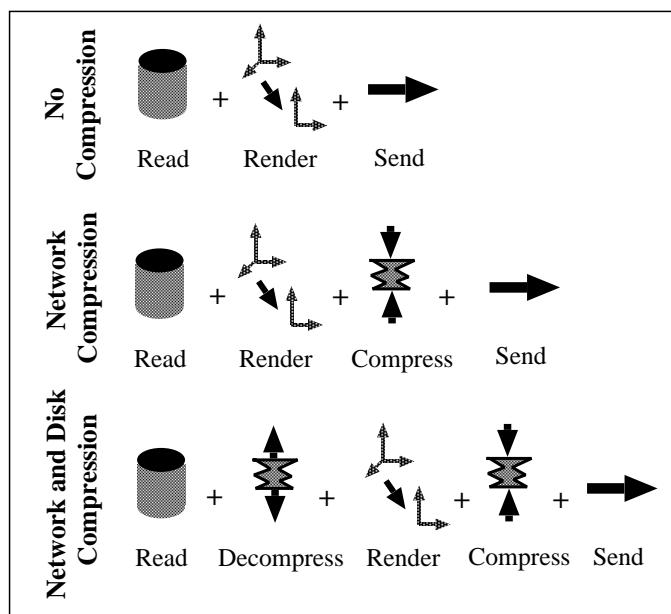 No
Compression
+ +
Read Render Send
Network
Compression
+ + +
Read Render Compress Send
Network and Disk
Compression
+ + + +
Read Decompress Render Compress Send